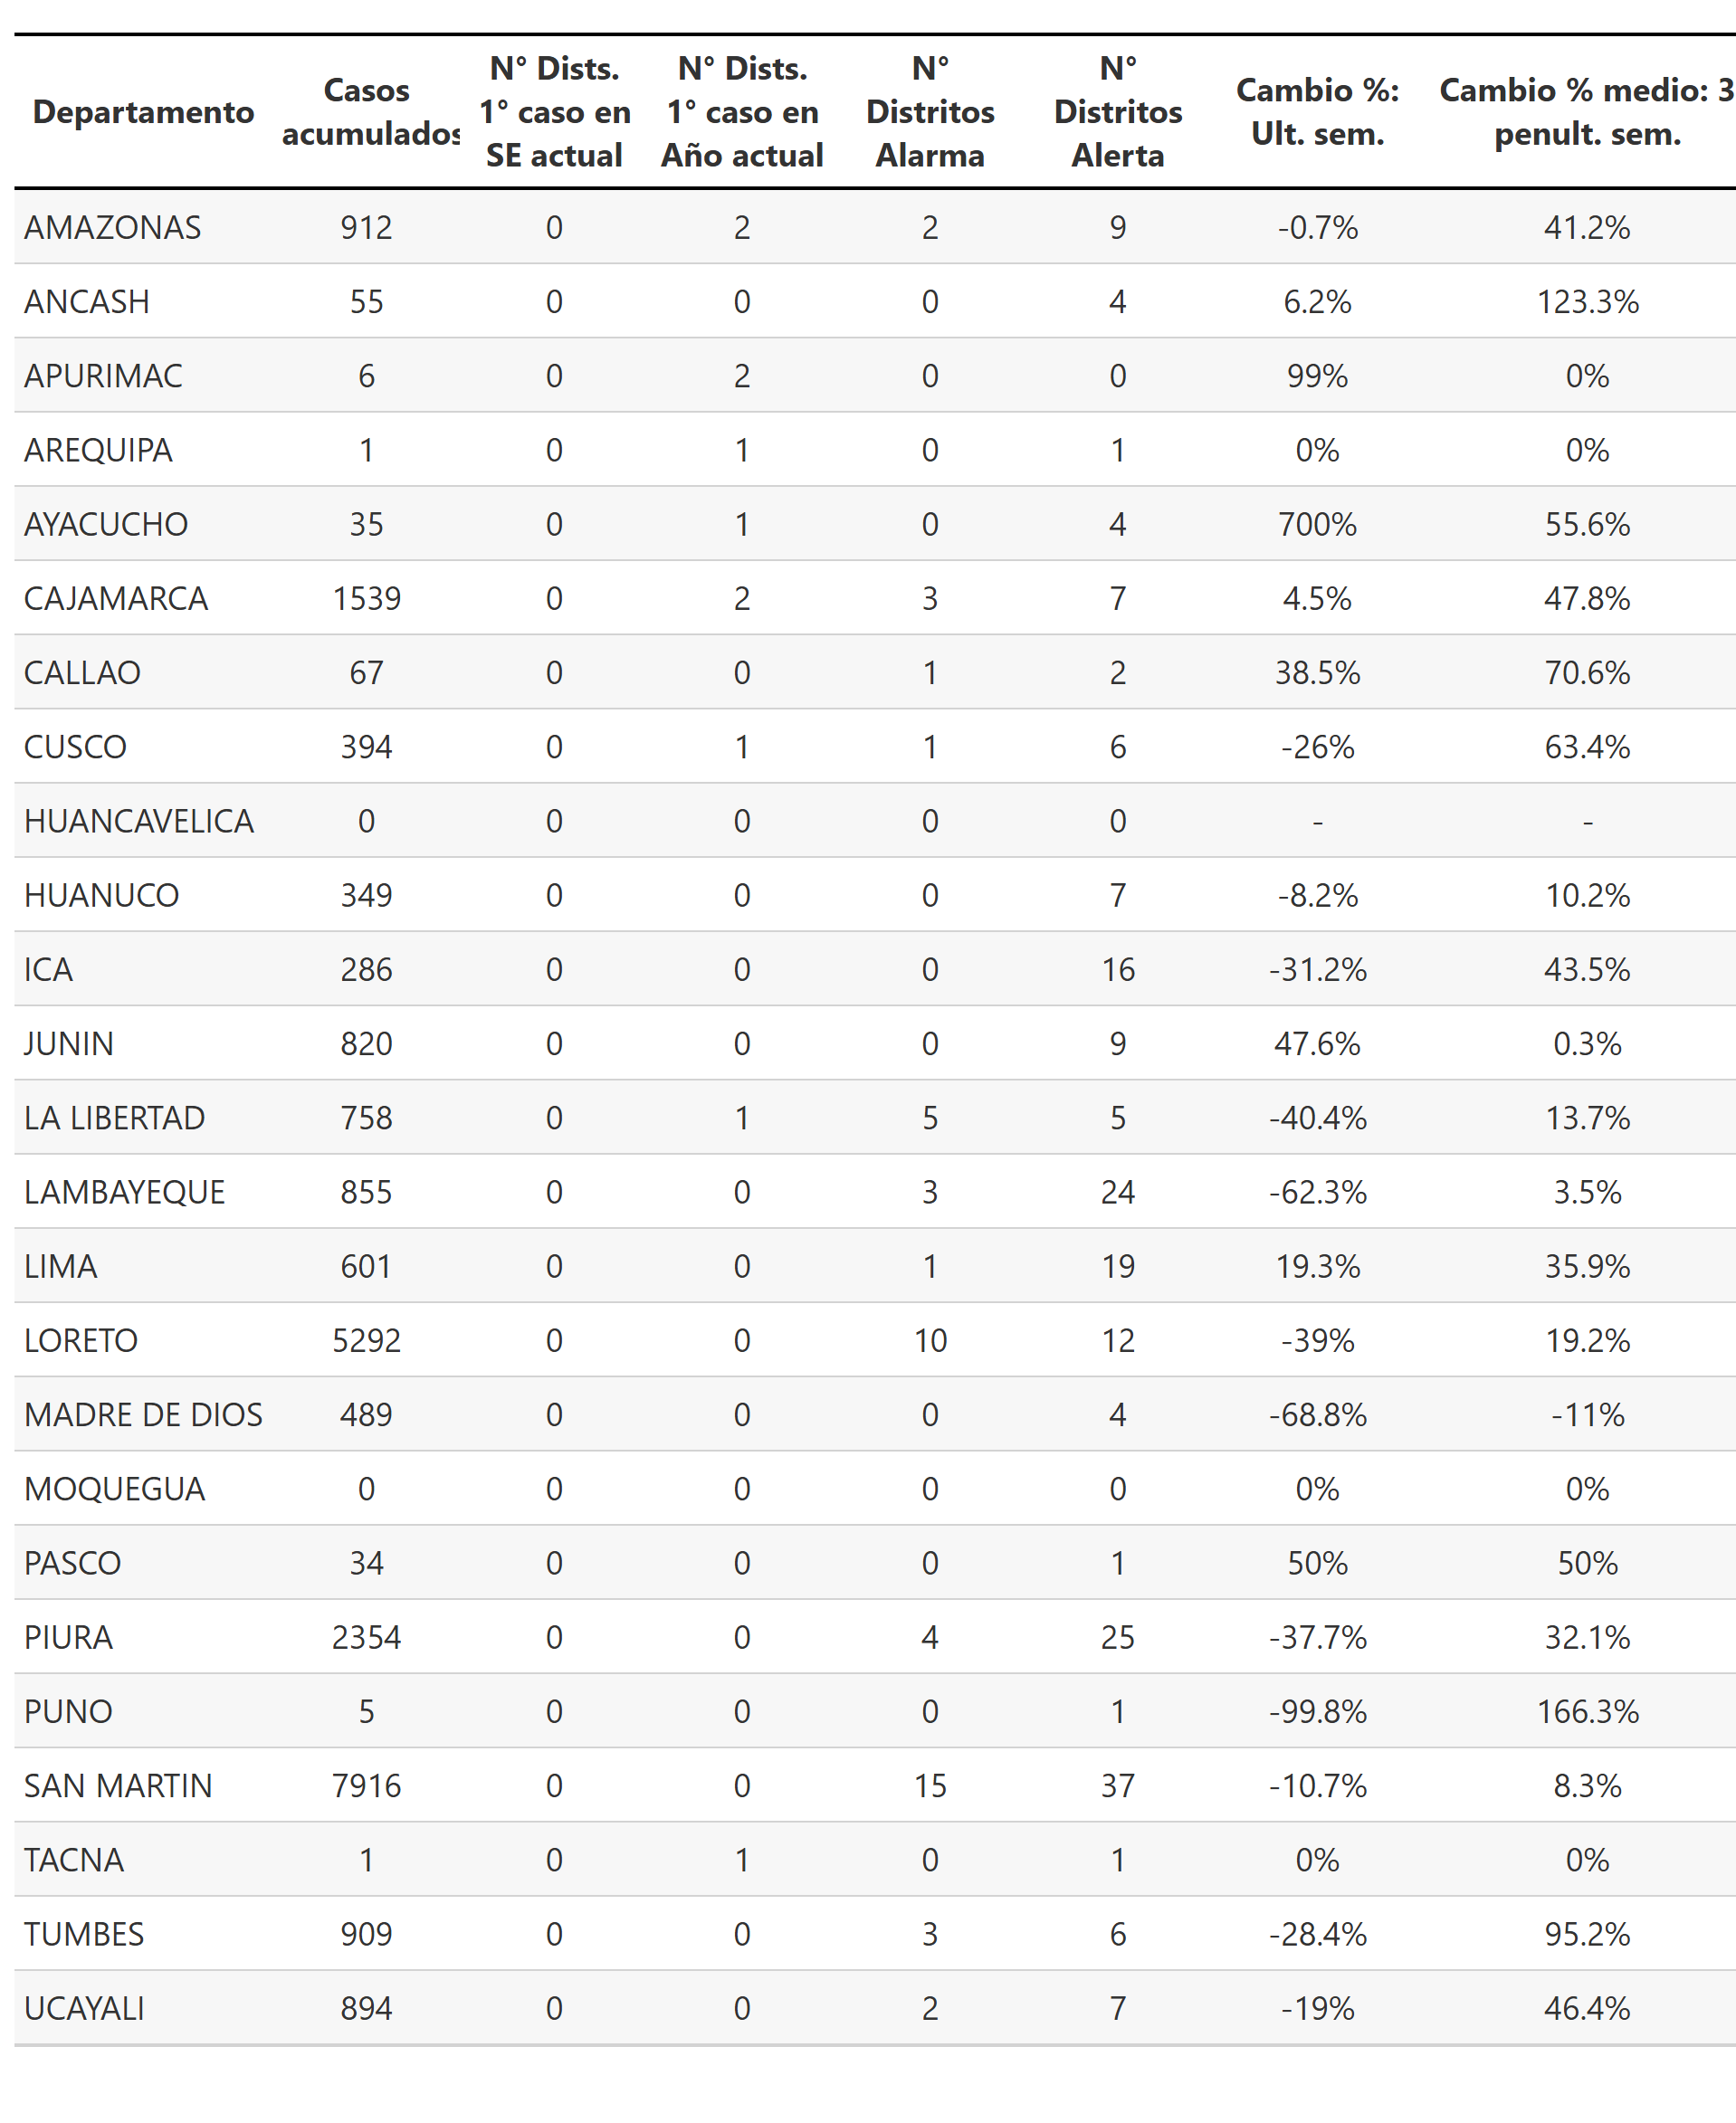 Departamento Casos acumulados N° Dists. 1° caso en SE actual N° Dists. 1° caso en Año actual N° Distritos Alarma N° Distritos Alerta Cambio %: Ult. sem. Cambio % medio: 3 penult. sem.
AMAZONAS 912 0 2 2 9 -0.7% 41.2%
ANCASH 55 0 0 0 4 6.2% 123.3%
APURIMAC 6 0 2 0 0 99% 0%
AREQUIPA 1 0 1 0 1 0% 0%
AYACUCHO 35 0 1 0 4 700% 55.6%
CAJAMARCA 1539 0 2 3 7 4.5% 47.8%
CALLAO 67 0 0 1 2 38.5% 70.6%
CUSCO 394 0 1 1 6 -26% 63.4%
HUANCAVELICA 0 0 0 0 0 - -
HUANUCO 349 0 0 0 7 -8.2% 10.2%
ICA 286 0 0 0 16 -31.2% 43.5%
JUNIN 820 0 0 0 9 47.6% 0.3%
LA LIBERTAD 758 0 1 5 5 -40.4% 13.7%
LAMBAYEQUE 855 0 0 3 24 -62.3% 3.5%
LIMA 601 0 0 1 19 19.3% 35.9%
LORETO 5292 0 0 10 12 -39% 19.2%
MADRE DE DIOS 489 0 0 0 4 -68.8% -11%
MOQUEGUA 0 0 0 0 0 0% 0%
PASCO 34 0 0 0 1 50% 50%
PIURA 2354 0 0 4 25 -37.7% 32.1%
PUNO 5 0 0 0 1 -99.8% 166.3%
SAN MARTIN 7916 0 0 15 37 -10.7% 8.3%
TACNA 1 0 1 0 1 0% 0%
TUMBES 909 0 0 3 6 -28.4% 95.2%
UCAYALI 894 0 0 2 7 -19% 46.4%